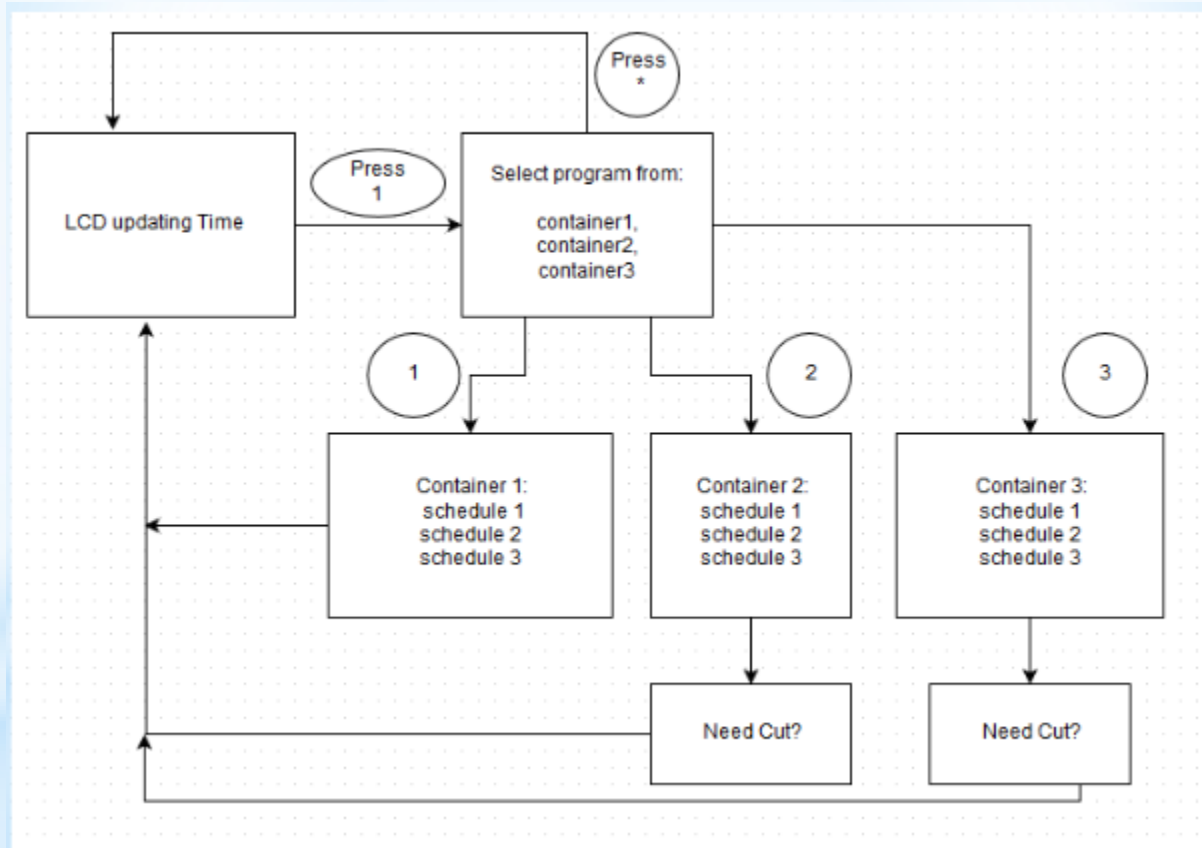 Press
*
Press
1
LCD updating Time
Select program from:
container1,
container2,
container3
1
2
3
Container 1:
schedule 1
schedule 2
schedule 3
Container 2:
schedule 1
schedule 2
schedule 3
Container 3:
schedule 1
schedule 2
schedule 3
Need Cut?
Need Cut?